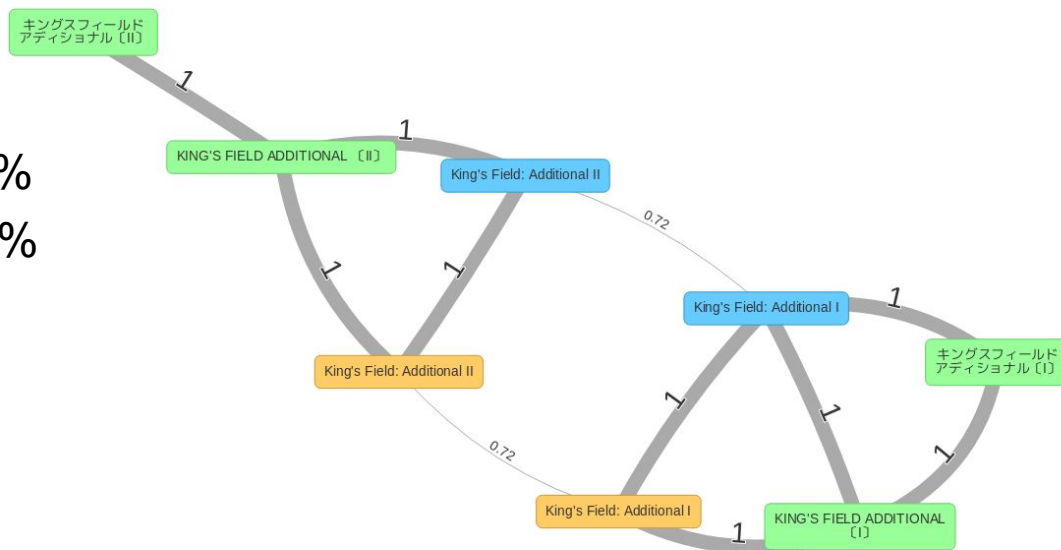 キングスフィールド
アディショナル〔II〕
1
1
KING'S FIELD ADDITIONAL 〔II〕
%
King's Field: Additional II
0.72
%
1
1
1
King's Field: Additional I
キングスフィールド
アディショナル〔I〕
King's Field: Additional II
1
1
0.72
1
King's Field: Additional I
KING'S FIELD ADDITIONAL
〔I〕
1